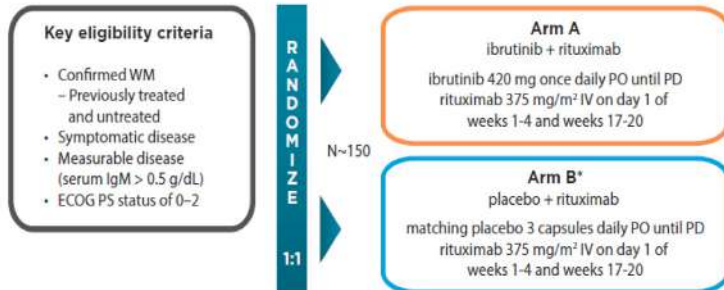 Key eligibility criteria
• Confirmed WM
– Previously treated
and untreated
• Symptomatic disease
• Measurable disease
(serum IgM > 0.5 g/dL)
• ECOG PS status of 0–2
RANDOMIZE
1:1
N~150
Arm A
ibrutinib + rituximab
ibrutinib 420 mg once daily PO until PD
rituximab 375 mg/m² IV on day 1 of
weeks 1-4 and weeks 17-20
Arm B*
placebo + rituximab
matching placebo 3 capsules daily PO until PD
rituximab 375 mg/m² IV on day 1 of
weeks 1-4 and weeks 17-20